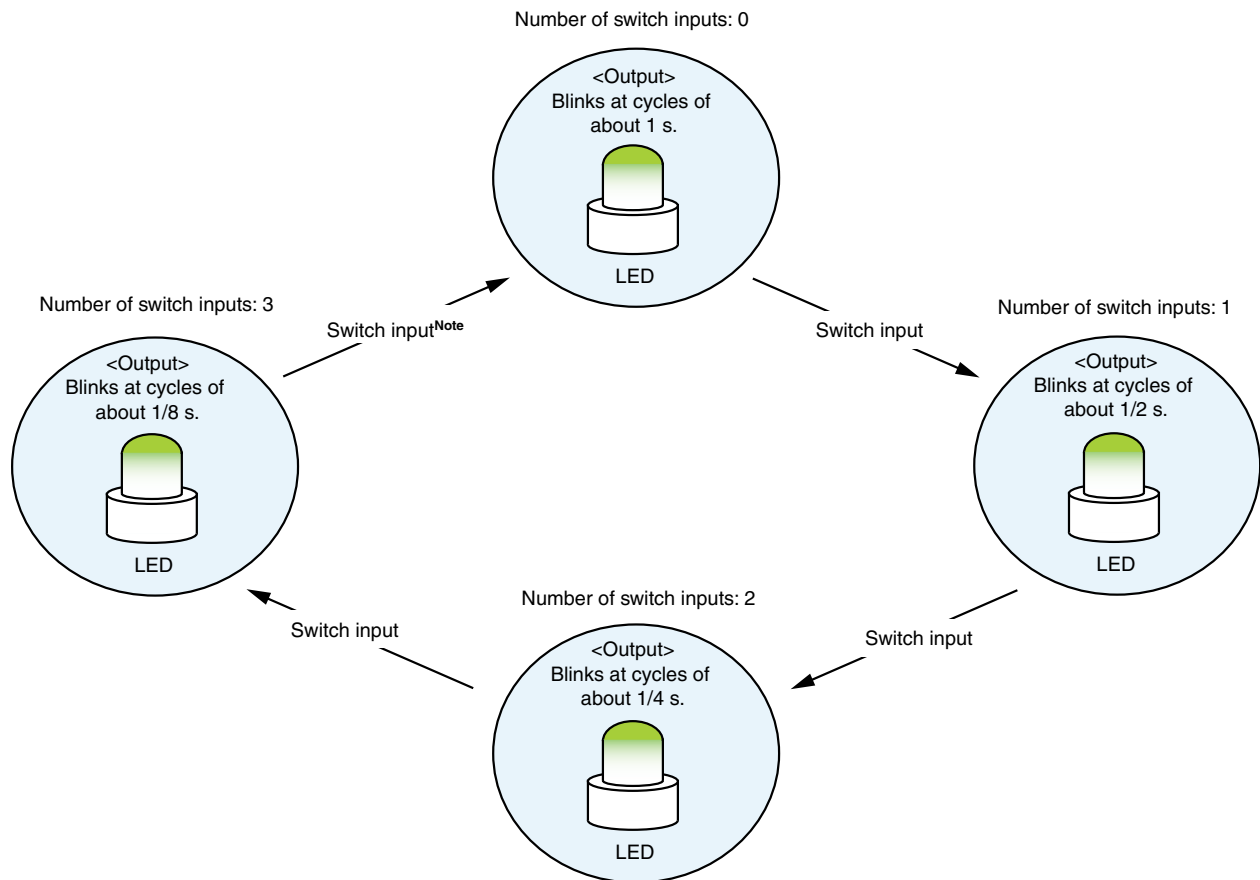 Number of switch inputs: 0
<Output>
Blinks at cycles of
about 1 s.
LED
Number of switch inputs: 3
Switch inputNote
Switch input
Number of switch inputs: 1
<Output>
Blinks at cycles of
about 1/8 s.
LED
<Output>
Blinks at cycles of
about 1/2 s.
LED
Number of switch inputs: 2
Switch input
Switch input
<Output>
Blinks at cycles of
about 1/4 s.
LED